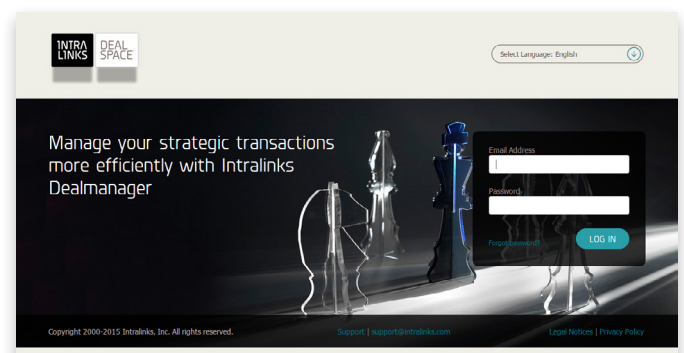 INTRA
LINKS
DEAL
SPACE
Select Language: English
Manage your strategic transactions
more efficiently with Intralinks
Dealmanager
Email Address
Password
Forgot password?
LOG IN
Copyright 2000-2015 Intralinks, Inc. All rights reserved.
Support | support@intralinks.com
Legal Notices | Privacy Policy